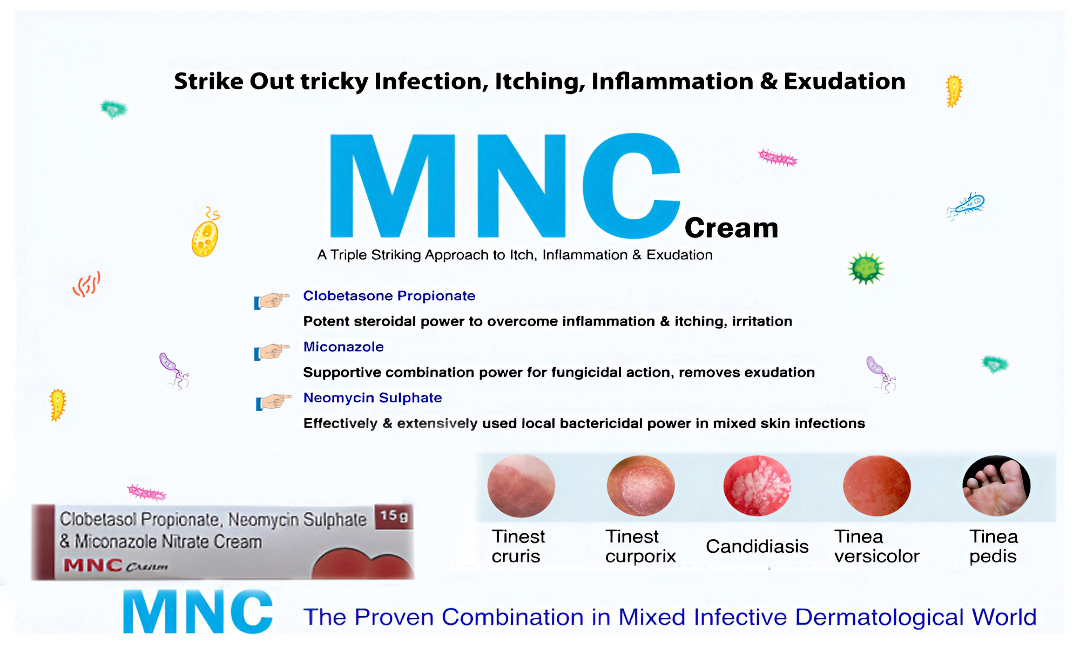 Strike Out tricky Infection, Itching, Inflammation & Exudation
MNC Cream
A Triple Striking Approach to Itch, Inflammation & Exudation
Clobetasone Propionate
Potent steroidal power to overcome inflammation & itching, irritation
Miconazole
Supportive combination power for fungicidal action, removes exudation
Neomycin Sulphate
Effectively & extensively used local bactericidal power in mixed skin infections
Tinest cruris
Tinest curporix
Candidiasis
Tinea versicolor
Tinea pedis
Clobetasol Propionate, Neomycin Sulphate
& Miconazole Nitrate Cream
15g
MNC Cream
MNC The Proven Combination in Mixed Infective Dermatological World